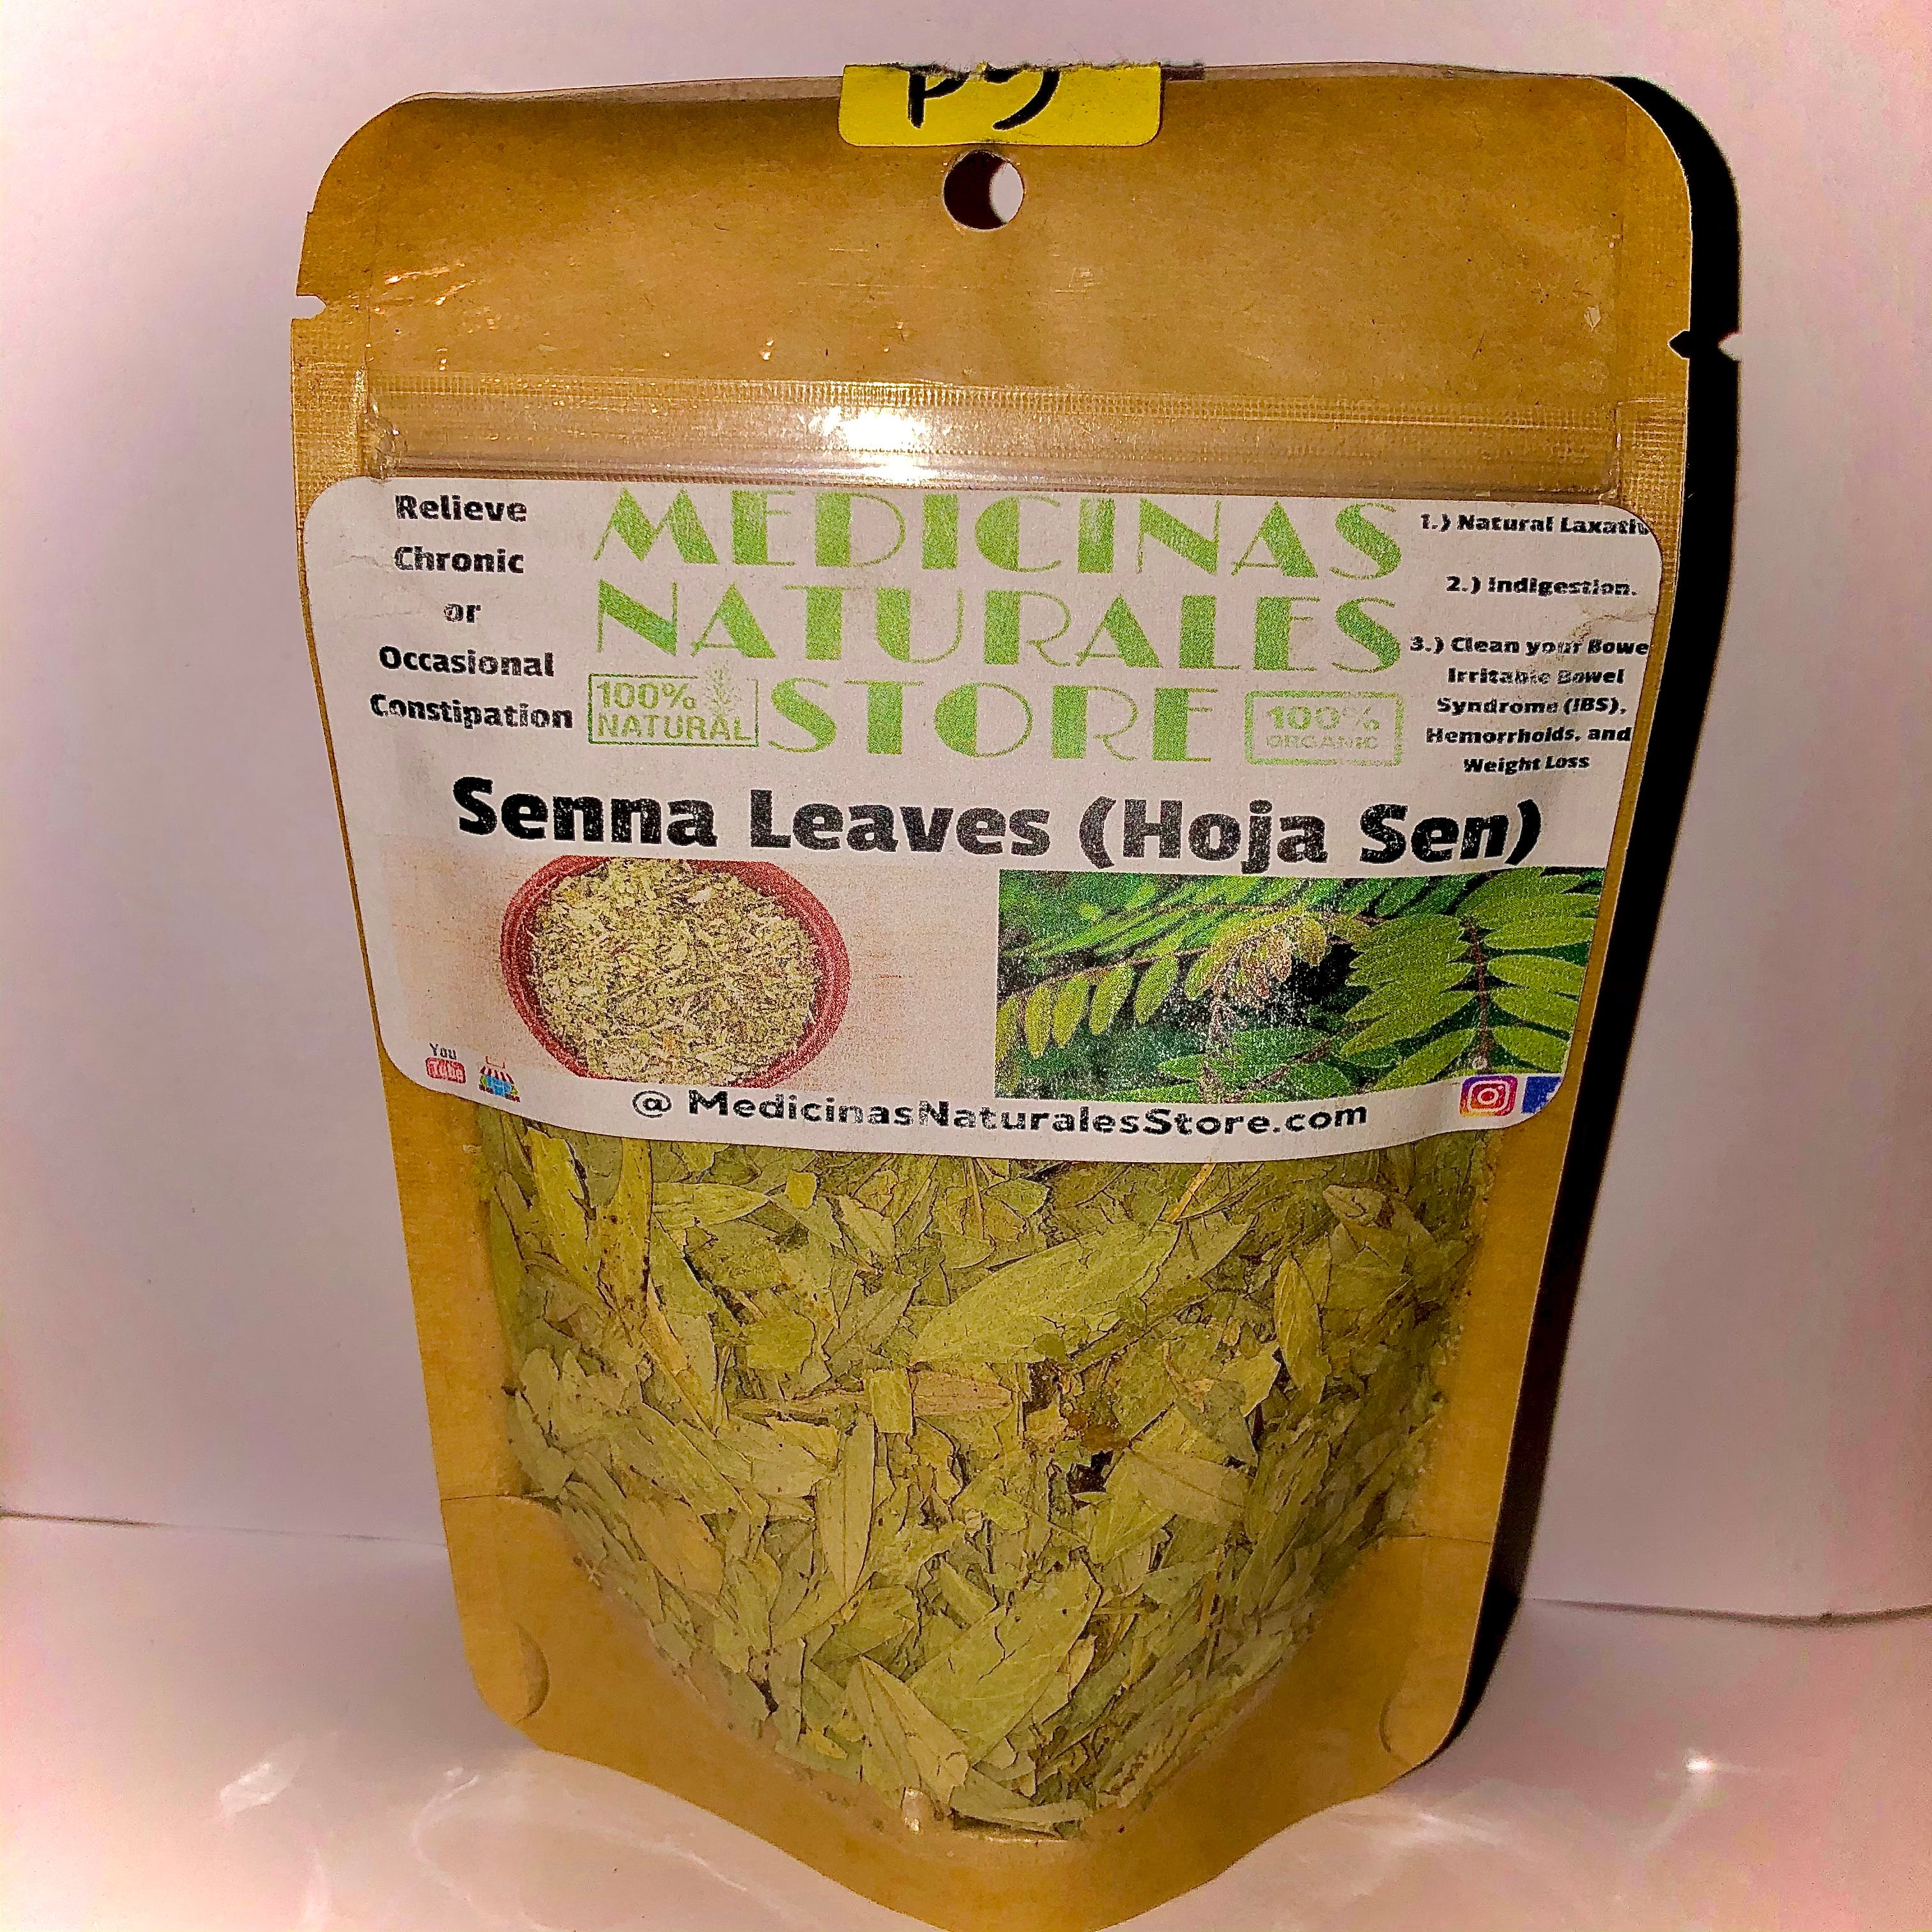 P7
Relieve
Chronic
or
Occasional
Constipation
MEDICINAS
NATURALES
STORE
100%
NATURAL
100%
ORGANIC
1.) Natural Laxativ
2.) Indigestion.
3.) Clean your Bowe
Irritable Bowel
Syndrome (IBS),
Hemorrhoids, and
Weight Loss
Senna Leaves (Hoja Sen)
You
Tube
@ MedicinasNaturalesStore.com